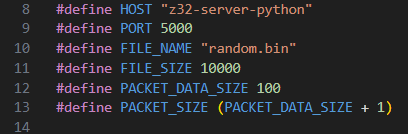 8 #define HOST "z32-server-python"
9 #define PORT 5000
10 #define FILE_NAME "random.bin"
11 #define FILE_SIZE 10000
12 #define PACKET_DATA_SIZE 100
13 #define PACKET_SIZE (PACKET_DATA_SIZE + 1)
14